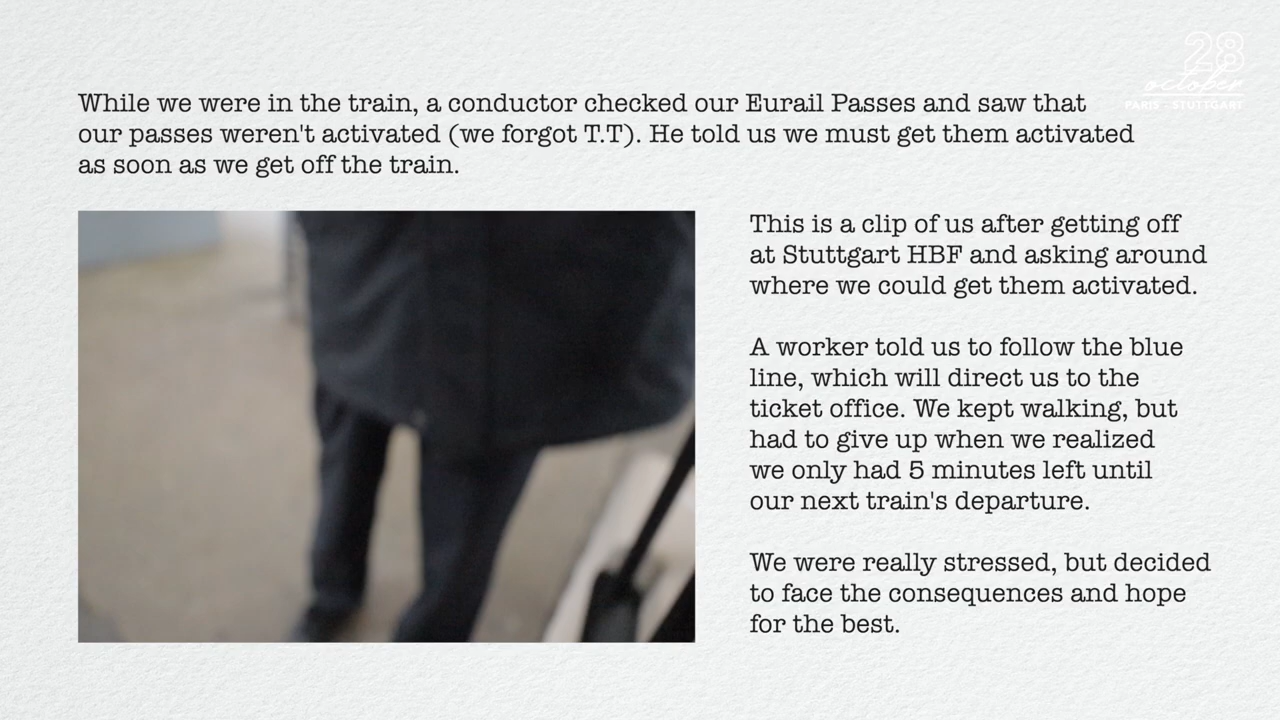 28
october
PARIS - STUTTGART
While we were in the train, a conductor checked our Eurail Passes and saw that
our passes weren't activated (we forgot T.T). He told us we must get them activated
as soon as we get off the train.
This is a clip of us after getting off
at Stuttgart HBF and asking around
where we could get them activated.
A worker told us to follow the blue
line, which will direct us to the
ticket office. We kept walking, but
had to give up when we realized
we only had 5 minutes left until
our next train's departure.
We were really stressed, but decided
to face the consequences and hope
for the best.